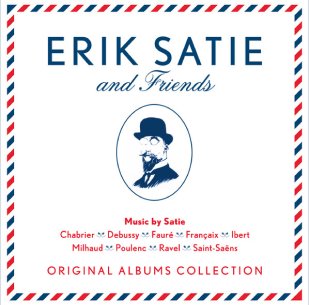 ERIK SATIE
and Friends
Music by Satie
Chabrier Debussy Fauré Françaix Ibert
Milhaud Poulenc Ravel Saint-Saëns
ORIGINAL ALBUMS COLLECTION